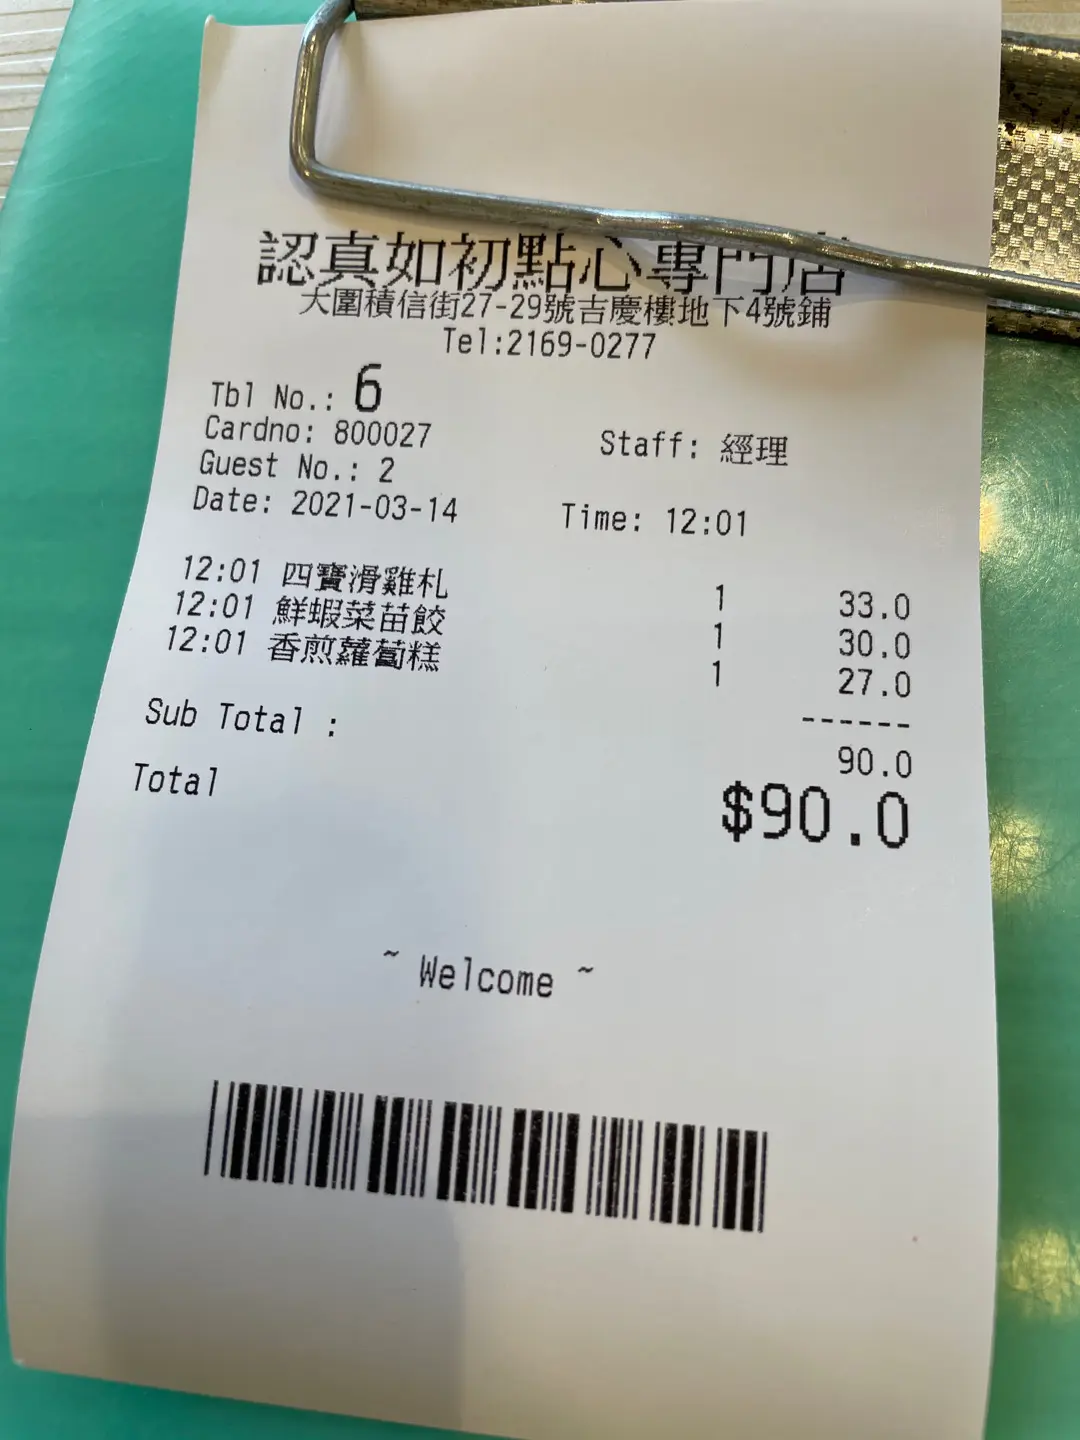 認真如初點心專門店
大圍積信街27-29號吉慶樓地下4號鋪
Tel:2169-0277
Tbl No.: 6
Cardno: 800027 Staff: 經理
Guest No.: 2
Date: 2021-03-14 Time: 12:01
12:01 四寶滑雞札 1 33.0
12:01 鮮蝦菜苗餃 1 30.0
12:01 香煎蘿蔔糕 1 27.0
------
Sub Total : 90.0
Total $90.0
~ Welcome ~